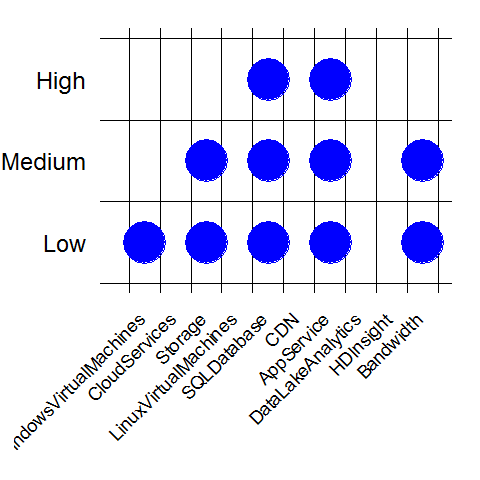 High
Medium
Low
ndowsVirtualMachines
CloudServices
Storage
LinuxVirtualMachines
SQLDatabase
CDN
AppService
DataLakeAnalytics
HDInsight
Bandwidth